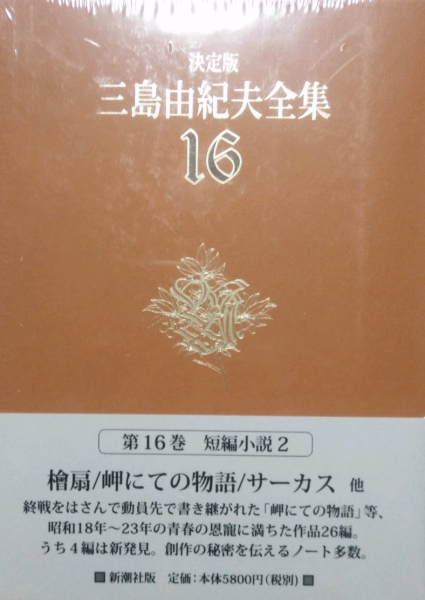 決定版
三島由紀夫全集
16
第16巻 短編小説2
檜扇/岬にての物語/サーカス 他
終戦をはさんで動員先で書き継がれた「岬にての物語」等、
昭和18年〜23年の青春の恩寵に満ちた作品26編。
うち4編は新発見。創作の秘密を伝えるノート多数。
■新潮社版 定価:本体5800円(税別)■